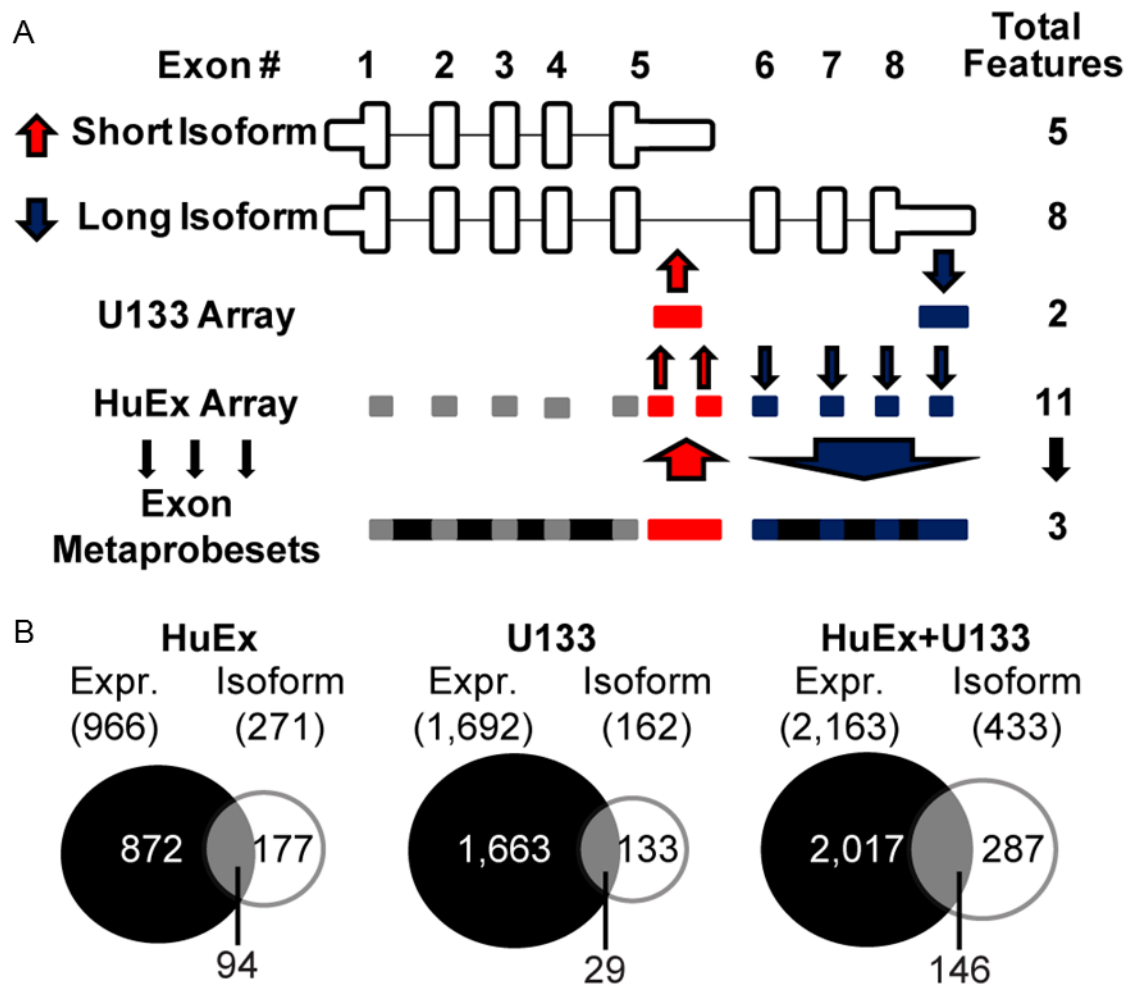 A
Exon # 1 2 3 4 5 6 7 8 Total Features
Short Isoform 5
Long Isoform 8
U133 Array 2
HuEx Array 11
Exon
Metaprobesets 3
B
HuEx U133 HuEx+U133
Expr. Isoform Expr. Isoform Expr. Isoform
(966) (271) (1,692) (162) (2,163) (433)
872 177 1,663 133 2,017 287
94 29 146